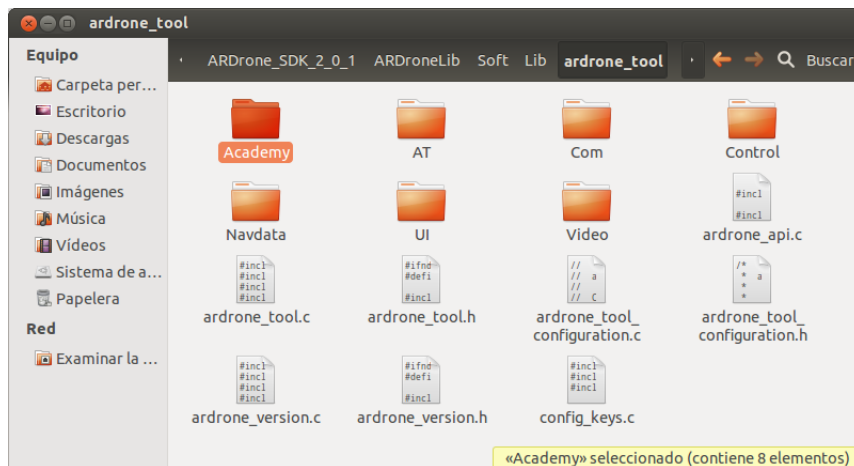 ardrone_tool
Equipo
Carpeta per...
Escritorio
Descargas
Documentos
Imágenes
Música
Vídeos
Sistema de a...
Papelera
Red
Examinar la ...
ARDrone_SDK_2_0_1 ARDroneLib Soft Lib ardrone_tool Buscar
Academy AT Com Control
#incl
#incl
Navdata UI Video ardrone_api.c
#incl
#incl
#incl
#incl
#ifnd
#defi
#incl
// 
// a
//
// C
/*
* a
*
*
ardrone_tool.c ardrone_tool.h ardrone_tool_ ardrone_tool_
configuration.c configuration.h
#incl
#incl
#incl
#incl
#ifnd
#defi
#incl
#incl
#incl
#incl
ardrone_version.c ardrone_version.h config_keys.c
«Academy» seleccionado (contiene 8 elementos)